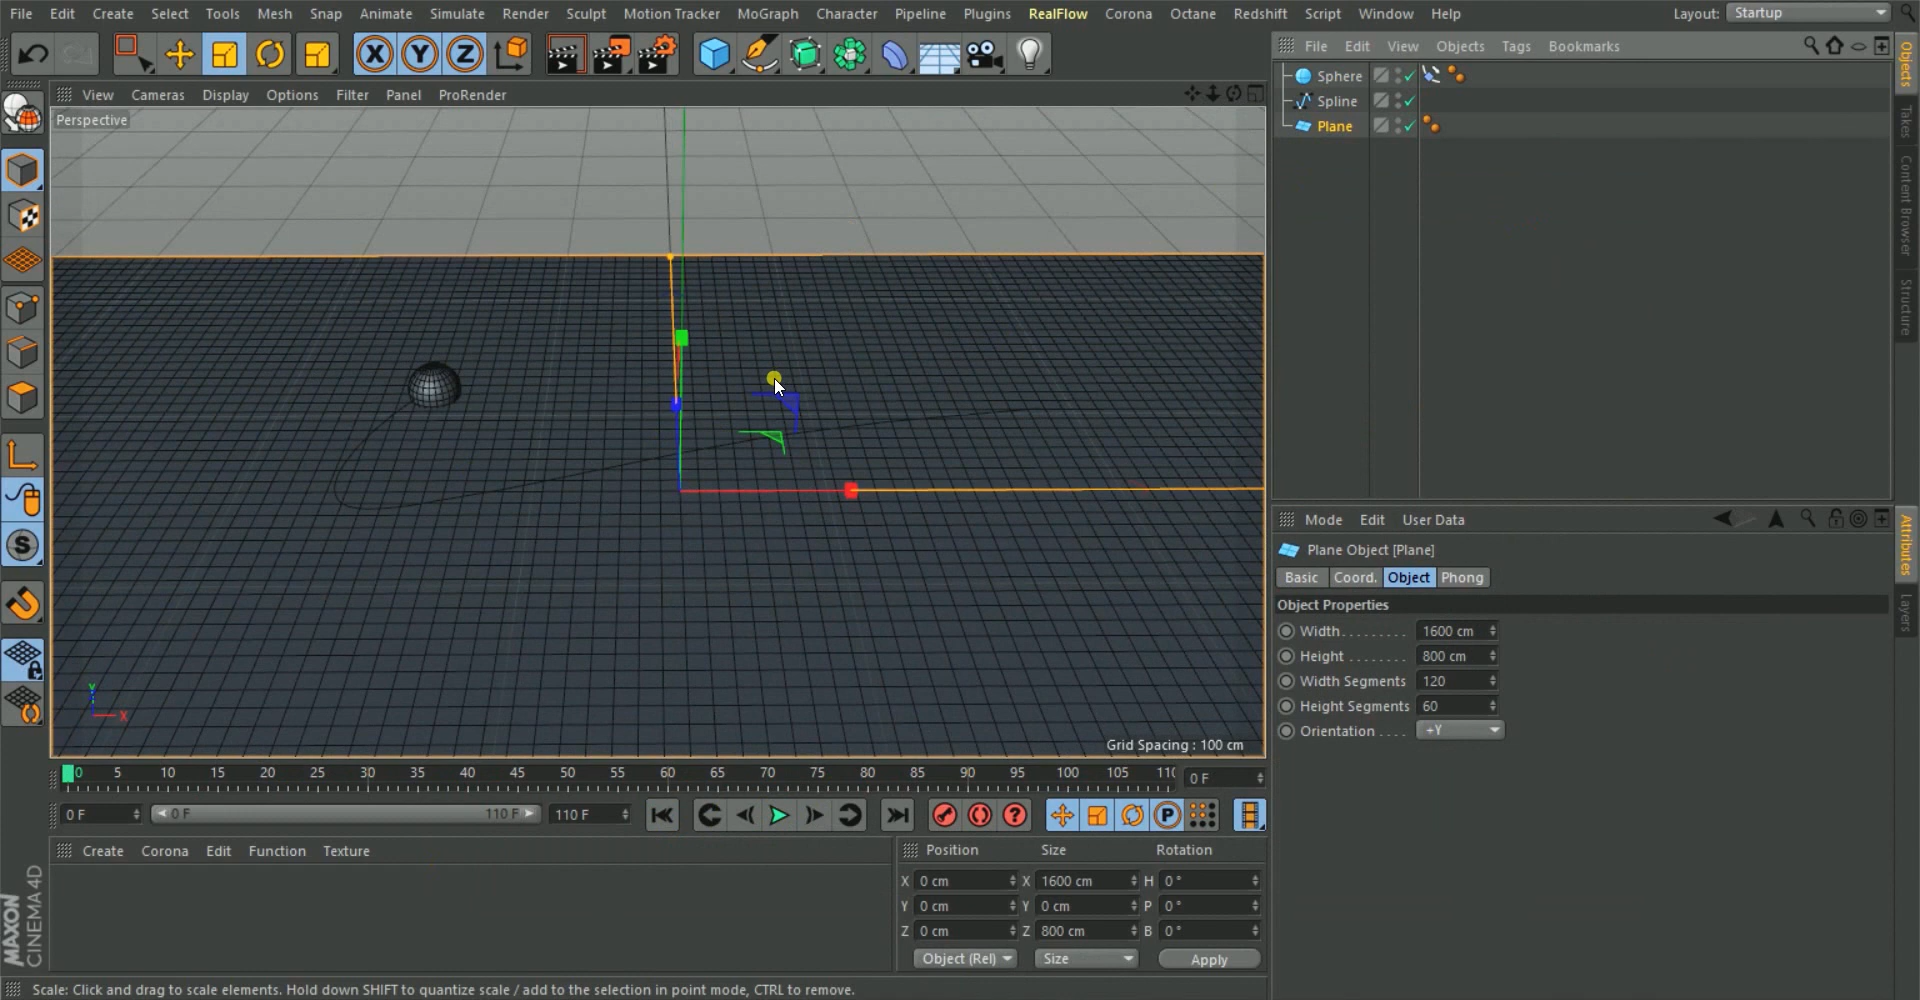 File Edit Create Select Tools Mesh Snap Animate Simulate Render Sculpt Motion Tracker MoGraph Character Pipeline Plugins RealFlow Corona Octane Redshift Script Window Help Layout: Startup
X Y Z
File Edit View Objects Tags Bookmarks
View Cameras Display Options Filter Panel ProRender
Perspective
Sphere
Spline
Plane
Objects
Takes
Content Browser
Structure
S
Y
X
Grid Spacing : 100 cm
Mode Edit User Data
Plane Object [Plane]
Basic Coord. Object Phong
Object Properties
Width 1600 cm
Height 800 cm
Width Segments 120
Height Segments 60
Orientation +Y
Attributes
Layers
0 5 10 15 20 25 30 35 40 45 50 55 60 65 70 75 80 85 90 95 100 105 110 0 F
0 F 0 F 110 F 110 F P
Create Corona Edit Function Texture
Position Size Rotation
X 0 cm X 1600 cm H 0 °
Y 0 cm Y 0 cm P 0 °
Z 0 cm Z 800 cm B 0 °
Object (Rel) Size Apply
MAXON
CINEMA 4D
Scale: Click and drag to scale elements. Hold down SHIFT to quantize scale / add to the selection in point mode, CTRL to remove.